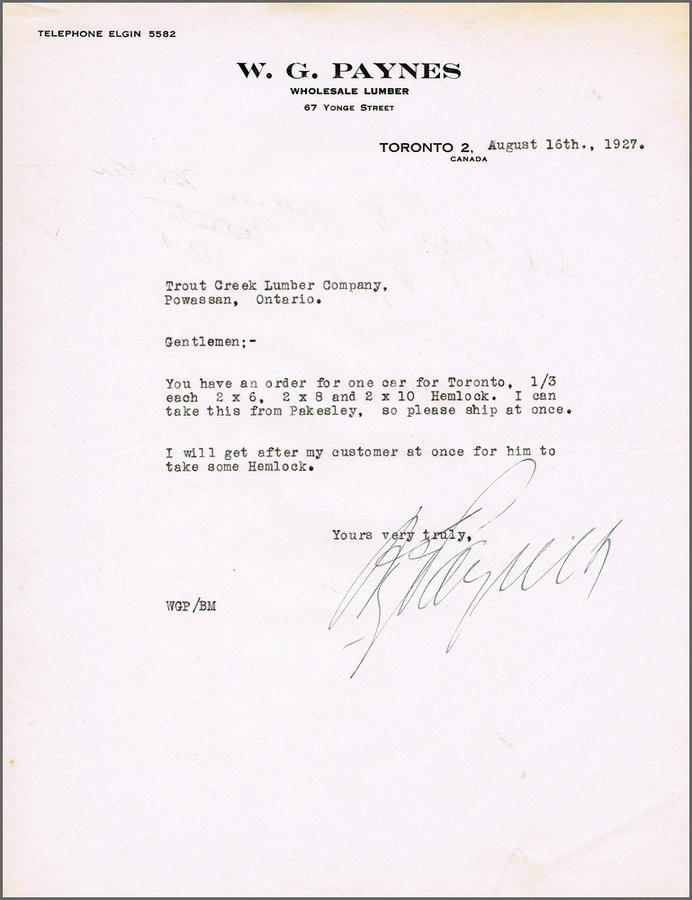 TELEPHONE ELGIN 5582
W. G. PAYNES
WHOLESALE LUMBER
67 YONGE STREET
TORONTO 2, August 16th., 1927.
CANADA
Trout Creek Lumber Company,
Powassan, Ontario.
Gentlemen;-
You have an order for one car for Toronto, 1/3
each 2 x 6, 2 x 8 and 2 x 10 Hemlock. I can
take this from Pakesley, so please ship at once.
I will get after my customer at once for him to
take some Hemlock.
Yours very truly,
WGP/BM